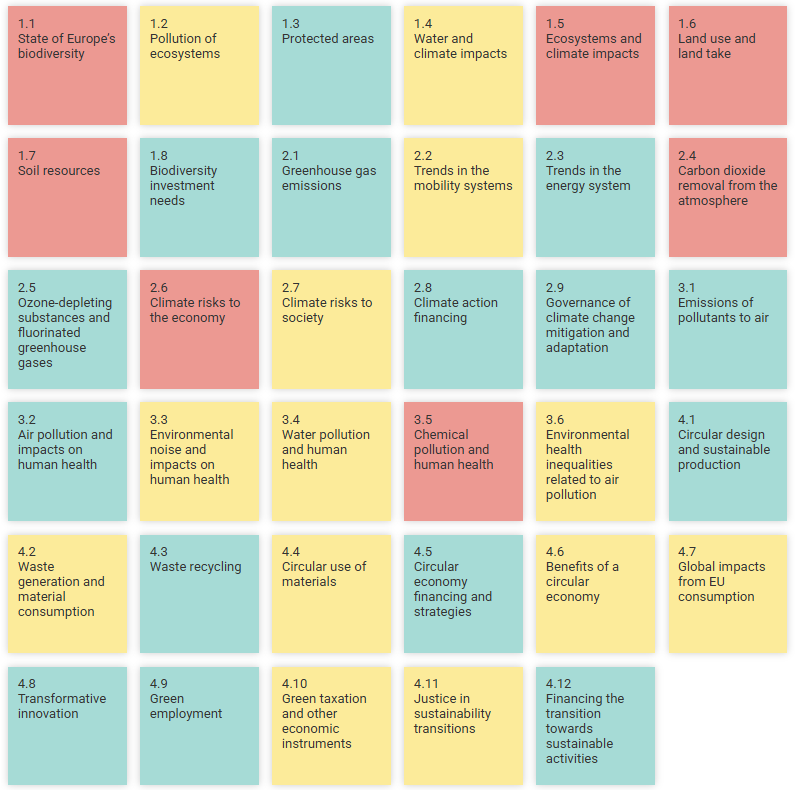 1.1
State of Europe's
biodiversity
1.2
Pollution of
ecosystems
1.3
Protected areas
1.4
Water and
climate impacts
1.5
Ecosystems and
climate impacts
1.6
Land use and
land take
1.7
Soil resources
1.8
Biodiversity
investment
needs
2.1
Greenhouse gas
emissions
2.2
Trends in the
mobility systems
2.3
Trends in the
energy system
2.4
Carbon dioxide
removal from the
atmosphere
2.5
Ozone-depleting
substances and
fluorinated
greenhouse
gases
2.6
Climate risks to
the economy
2.7
Climate risks to
society
2.8
Climate action
financing
2.9
Governance of
climate change
mitigation and
adaptation
3.1
Emissions of
pollutants to air
3.2
Air pollution and
impacts on
human health
3.3
Environmental
noise and
impacts on
human health
3.4
Water pollution
and human
health
3.5
Chemical
pollution and
human health
3.6
Environmental
health
inequalities
related to air
pollution
4.1
Circular design
and sustainable
production
4.2
Waste
generation and
material
consumption
4.3
Waste recycling
4.4
Circular use of
materials
4.5
Circular
economy
financing and
strategies
4.6
Benefits of a
circular
economy
4.7
Global impacts
from EU
consumption
4.8
Transformative
innovation
4.9
Green
employment
4.10
Green taxation
and other
economic
instruments
4.11
Justice in
sustainability
transitions
4.12
Financing the
transition
towards
sustainable
activities